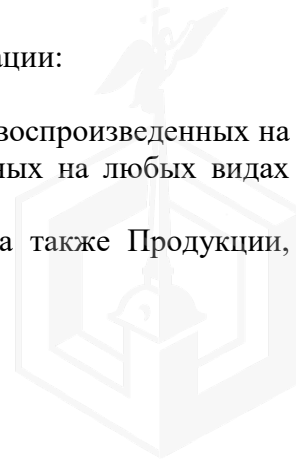 ации:
воспроизведенных на
ных на любых видах
а также Продукции,